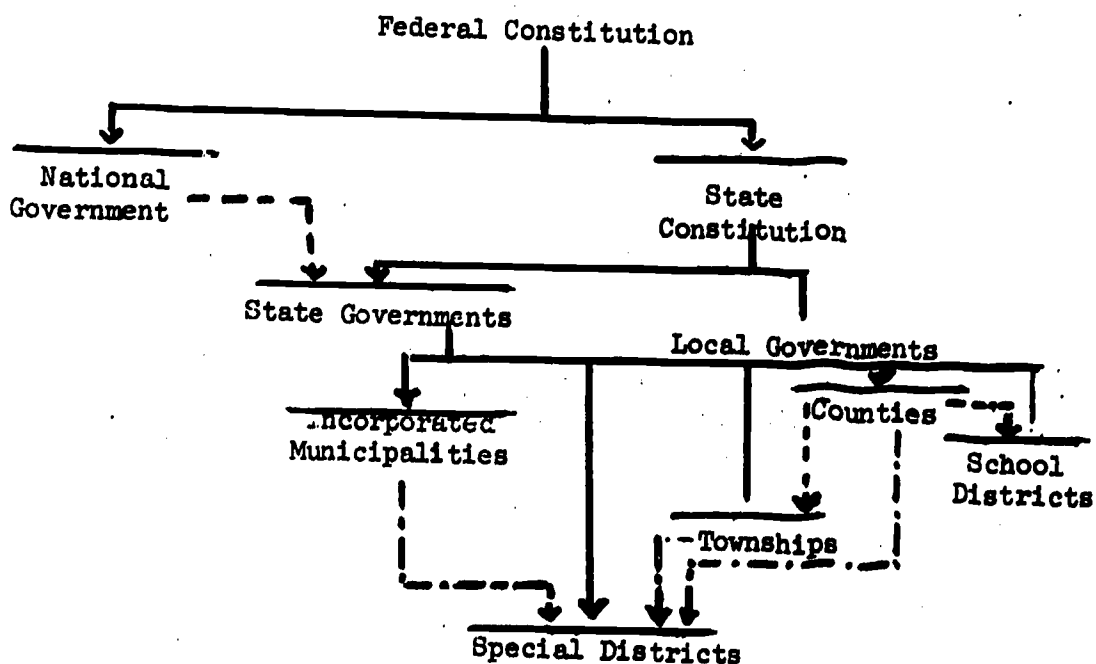 Federal Constitution
National
Government
State
Constitution
State Governments
Local Governments
Incorporated
Municipalities
Counties
School
Districts
Townships
Special Districts